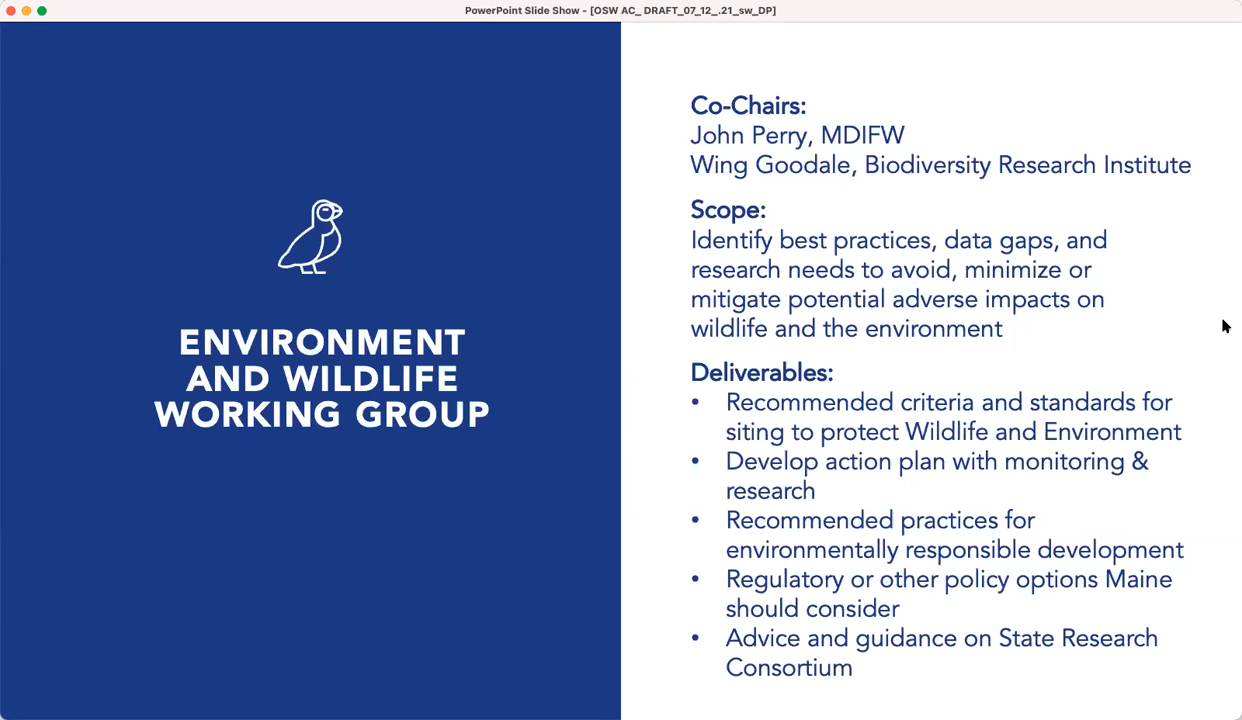 PowerPoint Slide Show - [OSW AC_ DRAFT_07_12_.21_sw_DP]
ENVIRONMENT
AND WILDLIFE
WORKING GROUP
Co-Chairs:
John Perry, MDIFW
Wing Goodale, Biodiversity Research Institute
Scope:
Identify best practices, data gaps, and
research needs to avoid, minimize or
mitigate potential adverse impacts on
wildlife and the environment
Deliverables:
• Recommended criteria and standards for
siting to protect Wildlife and Environment
• Develop action plan with monitoring &
research
• Recommended practices for
environmentally responsible development
• Regulatory or other policy options Maine
should consider
• Advice and guidance on State Research
Consortium